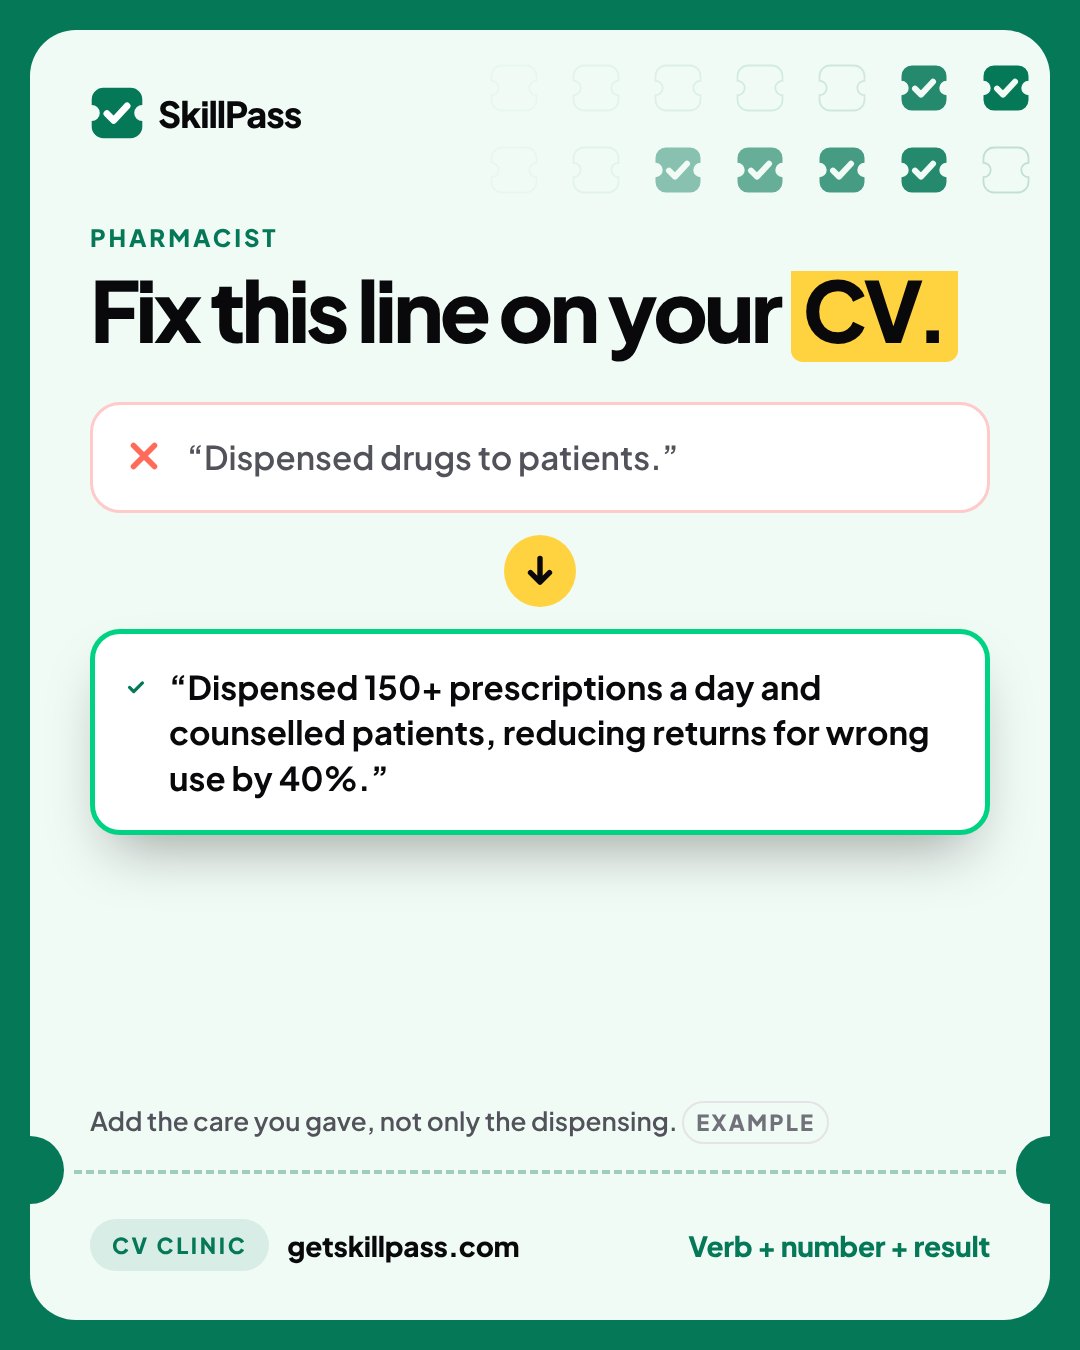 SkillPass
PHARMACIST
Fix this line on your CV.
“Dispensed drugs to patients.”
“Dispensed 150+ prescriptions a day and
counselled patients, reducing returns for wrong
use by 40%.”
Add the care you gave, not only the dispensing. EXAMPLE
CV CLINIC getskillpass.com Verb + number + result